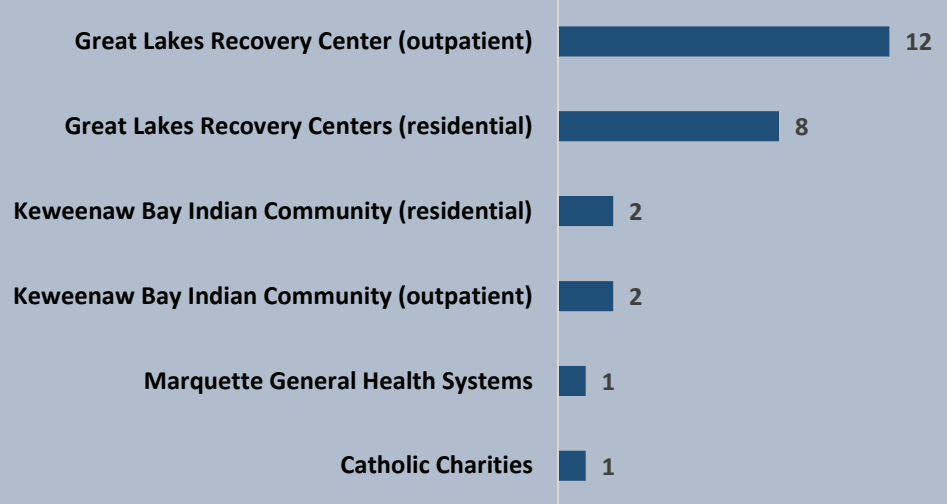 Great Lakes Recovery Center (outpatient) 12
Great Lakes Recovery Centers (residential) 8
Keweenaw Bay Indian Community (residential) 2
Keweenaw Bay Indian Community (outpatient) 2
Marquette General Health Systems 1
Catholic Charities 1